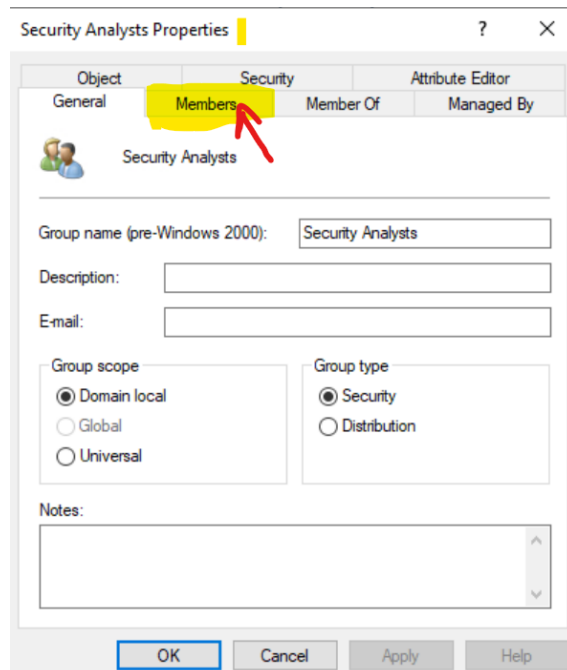 Security Analysts Properties ?
Object Security Attribute Editor
General Members Member Of Managed By
Security Analysts
Group name (pre-Windows 2000): Security Analysts
Description:
E-mail:
Group scope Group type
Domain local Security
Global Distribution
Universal
Notes:
OK Cancel Apply Help